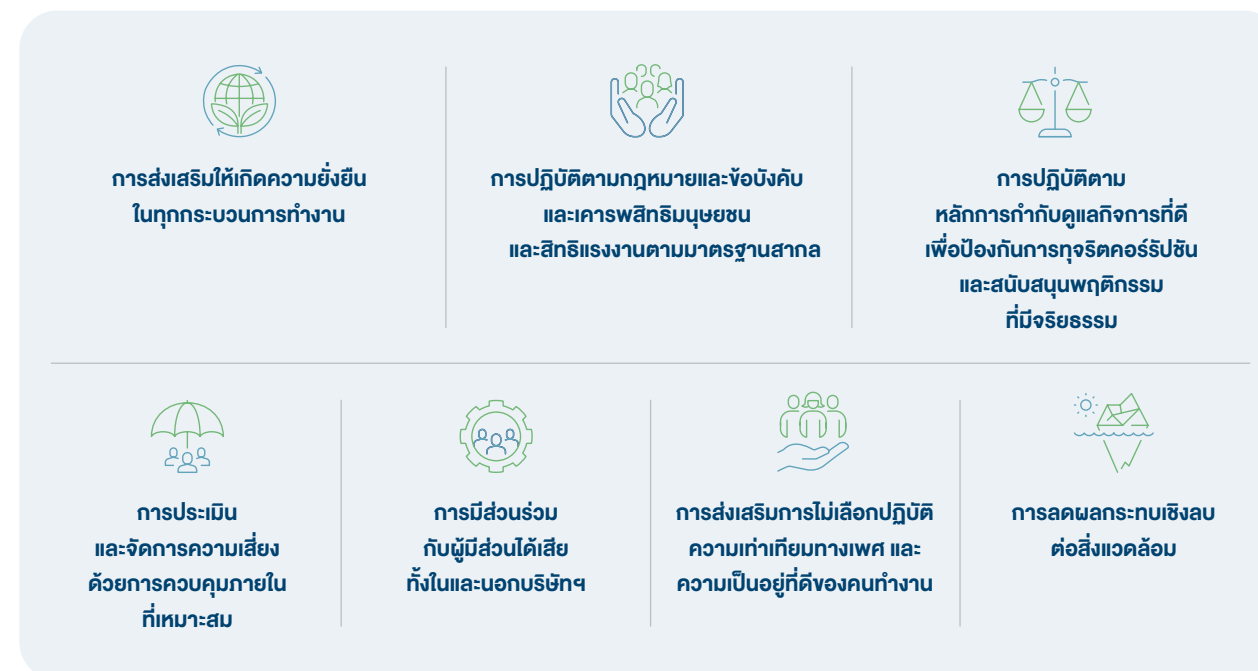 การส่งเสริมให้เกิดความยั่งยืน
ในทุกกระบวนการทำงาน
การปฏิบัติตามกฎหมายและข้อบังคับ
และเคารพสิทธิมนุษยชน
และสิทธิแรงงานตามมาตรฐานสากล
การปฏิบัติตาม
หลักการกำกับดูแลกิจการที่ดี
เพื่อป้องกันการทุจริตคอร์รัปชัน
และสนับสนุนพฤติกรรม
ที่มีจริยธรรม
การประเมิน
และจัดการความเสี่ยง
ด้วยการควบคุมภายใน
ที่เหมาะสม
การมีส่วนร่วม
กับผู้มีส่วนได้เสีย
ทั้งในและนอกบริษัทฯ
การส่งเสริมการไม่เลือกปฏิบัติ
ความเท่าเทียมทางเพศ และ
ความเป็นอยู่ที่ดีของคนทำงาน
การลดผลกระทบเชิงลบ
ต่อสิ่งแวดล้อม